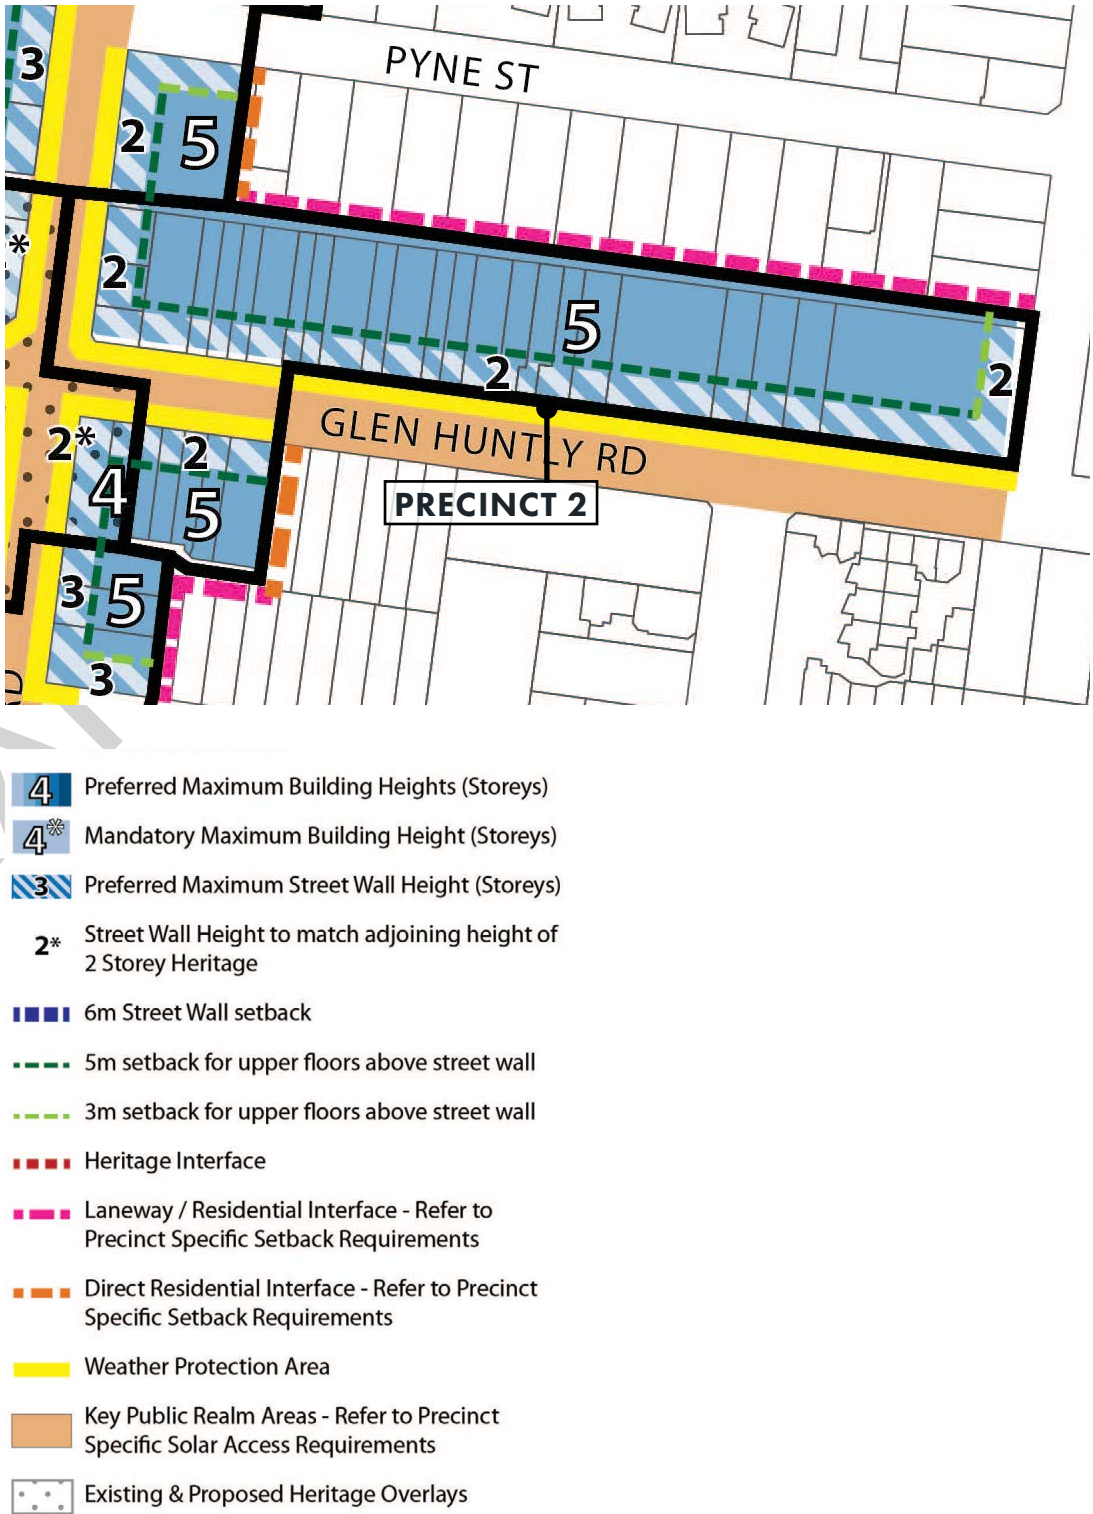 3
PYNE ST
2
5
*
2
5
2
2
GLEN HUNTLY RD
2*
2
4
5
PRECINCT 2
3
5
3
D
4 Preferred Maximum Building Heights (Storeys)
4* Mandatory Maximum Building Height (Storeys)
3 Preferred Maximum Street Wall Height (Storeys)
2* Street Wall Height to match adjoining height of
2 Storey Heritage
6m Street Wall setback
5m setback for upper floors above street wall
3m setback for upper floors above street wall
Heritage Interface
Laneway / Residential Interface - Refer to
Precinct Specific Setback Requirements
Direct Residential Interface - Refer to Precinct
Specific Setback Requirements
Weather Protection Area
Key Public Realm Areas - Refer to Precinct
Specific Solar Access Requirements
Existing & Proposed Heritage Overlays